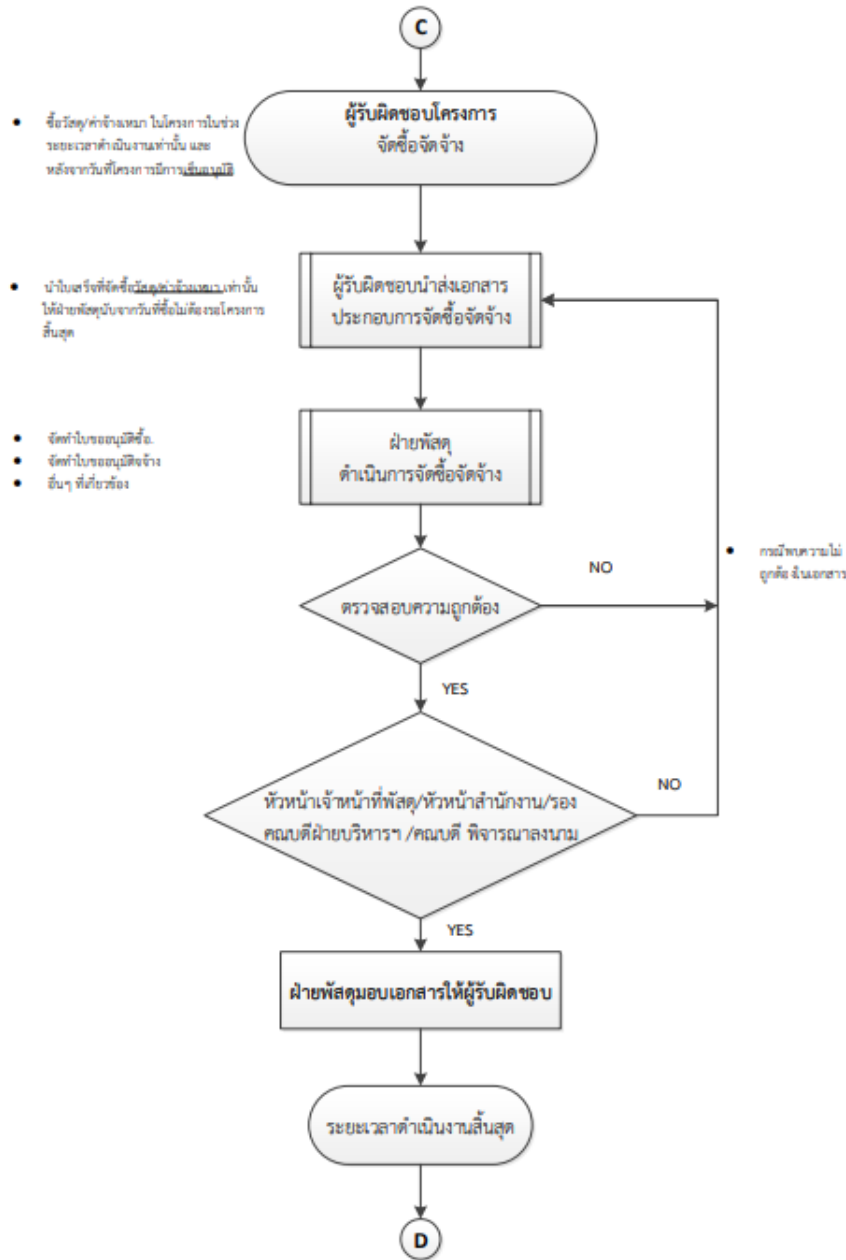 C
ผู้รับผิดชอบโครงการ
จัดซื้อจัดจ้าง
ซื้อวัสดุ/ค่าจ้างเหมา ในโครงการในช่วง
ระยะเวลาดำเนินงานเท่านั้น และ
หลังจากวันที่โครงการมีการเซ็นอนุมัติ
ผู้รับผิดชอบนำส่งเอกสาร
ประกอบการจัดซื้อจัดจ้าง
นำใบเสร็จที่จัดซื้อวัสดุ/ค่าจ้างเหมา เท่านั้น
ให้ฝ่ายพัสดุนับจากวันที่ซื้อไม่ต้องรอโครงการ
สิ้นสุด
ฝ่ายพัสดุ
ดำเนินการจัดซื้อจัดจ้าง
จัดทำใบขออนุมัติซื้อ.
จัดทำใบขออนุมัติจจ้าง
อื่นๆ ที่เกี่ยวข้อง
ตรวจสอบความถูกต้อง
NO
กรณีพบความไม่
ถูกต้องในเอกสาร
YES
หัวหน้าเจ้าหน้าที่พัสดุ/หัวหน้าสำนักงาน/รอง
คณบดีฝ่ายบริหารฯ /คณบดี พิจารณาลงนาม
NO
YES
ฝ่ายพัสดุมอบเอกสารให้ผู้รับผิดชอบ
ระยะเวลาดำเนินงานสิ้นสุด
D